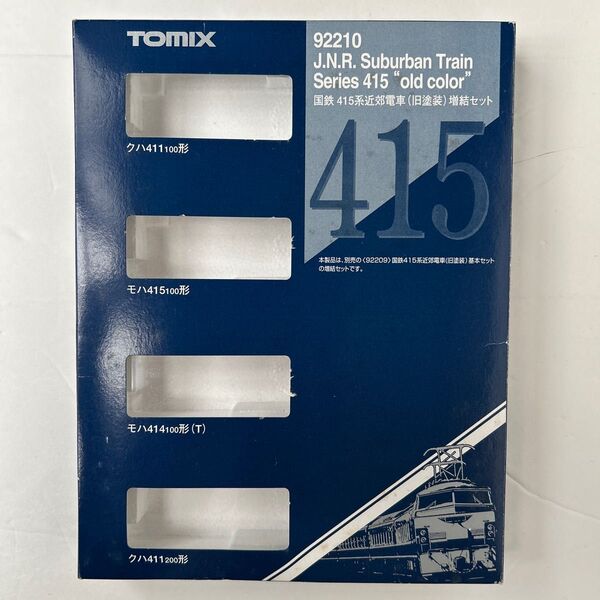 TOMIX
92210
J.N.R. Suburban Train
Series 415 "old color"
国鉄 415系近郊電車(旧塗装)増結セット
415
本製品は、別売の〈92209〉国鉄415系近郊電車(旧塗装)基本セット
の増結セットです。
クハ411100形
モハ415100形
モハ414100形(T)
クハ411200形